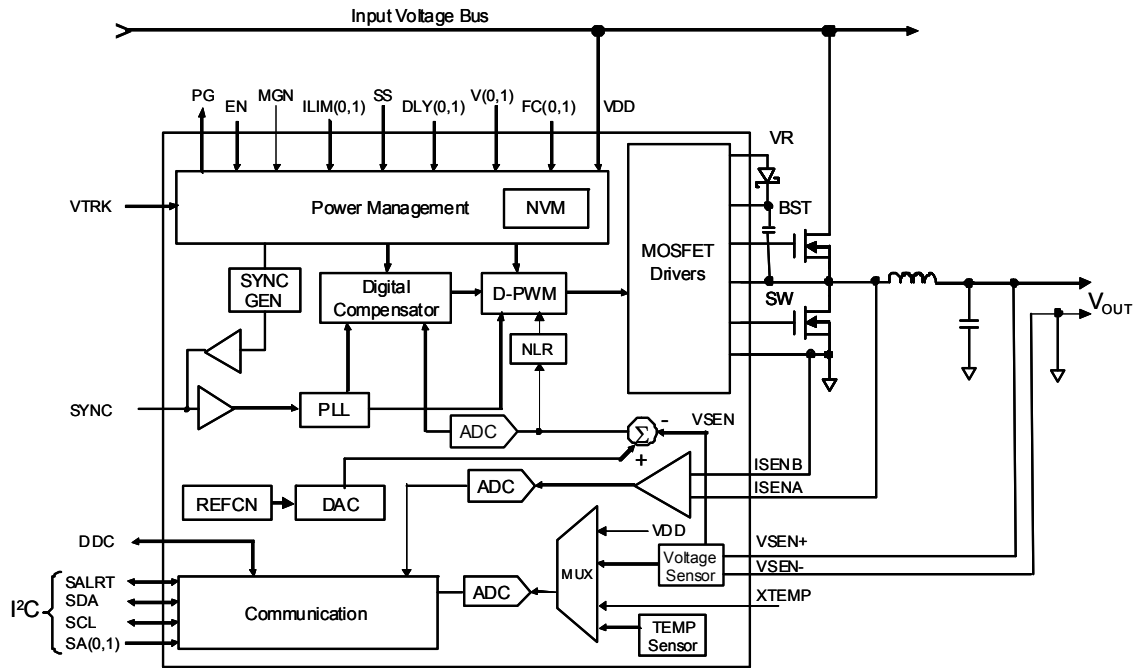 Input Voltage Bus
PG
EN
MGN
ILIM(0,1)
SS
DLY(0,1)
V(0,1)
FC(0,1)
VDD
VR
VTRK
Power Management
NVM
BST
MOSFET
Drivers
SYNC
GEN
Digital
Compensator
D-PWM
SW
VOUT
NLR
SYNC
PLL
ADC
VSEN
-
Σ
+
ISENB
ISENA
ADC
REFCN
DAC
VDD
DDC
VSEN+
Voltage
Sensor
VSEN-
MUX
I²C
SALRT
SDA
SCL
SA(0,1)
Communication
ADC
XTEMP
TEMP
Sensor